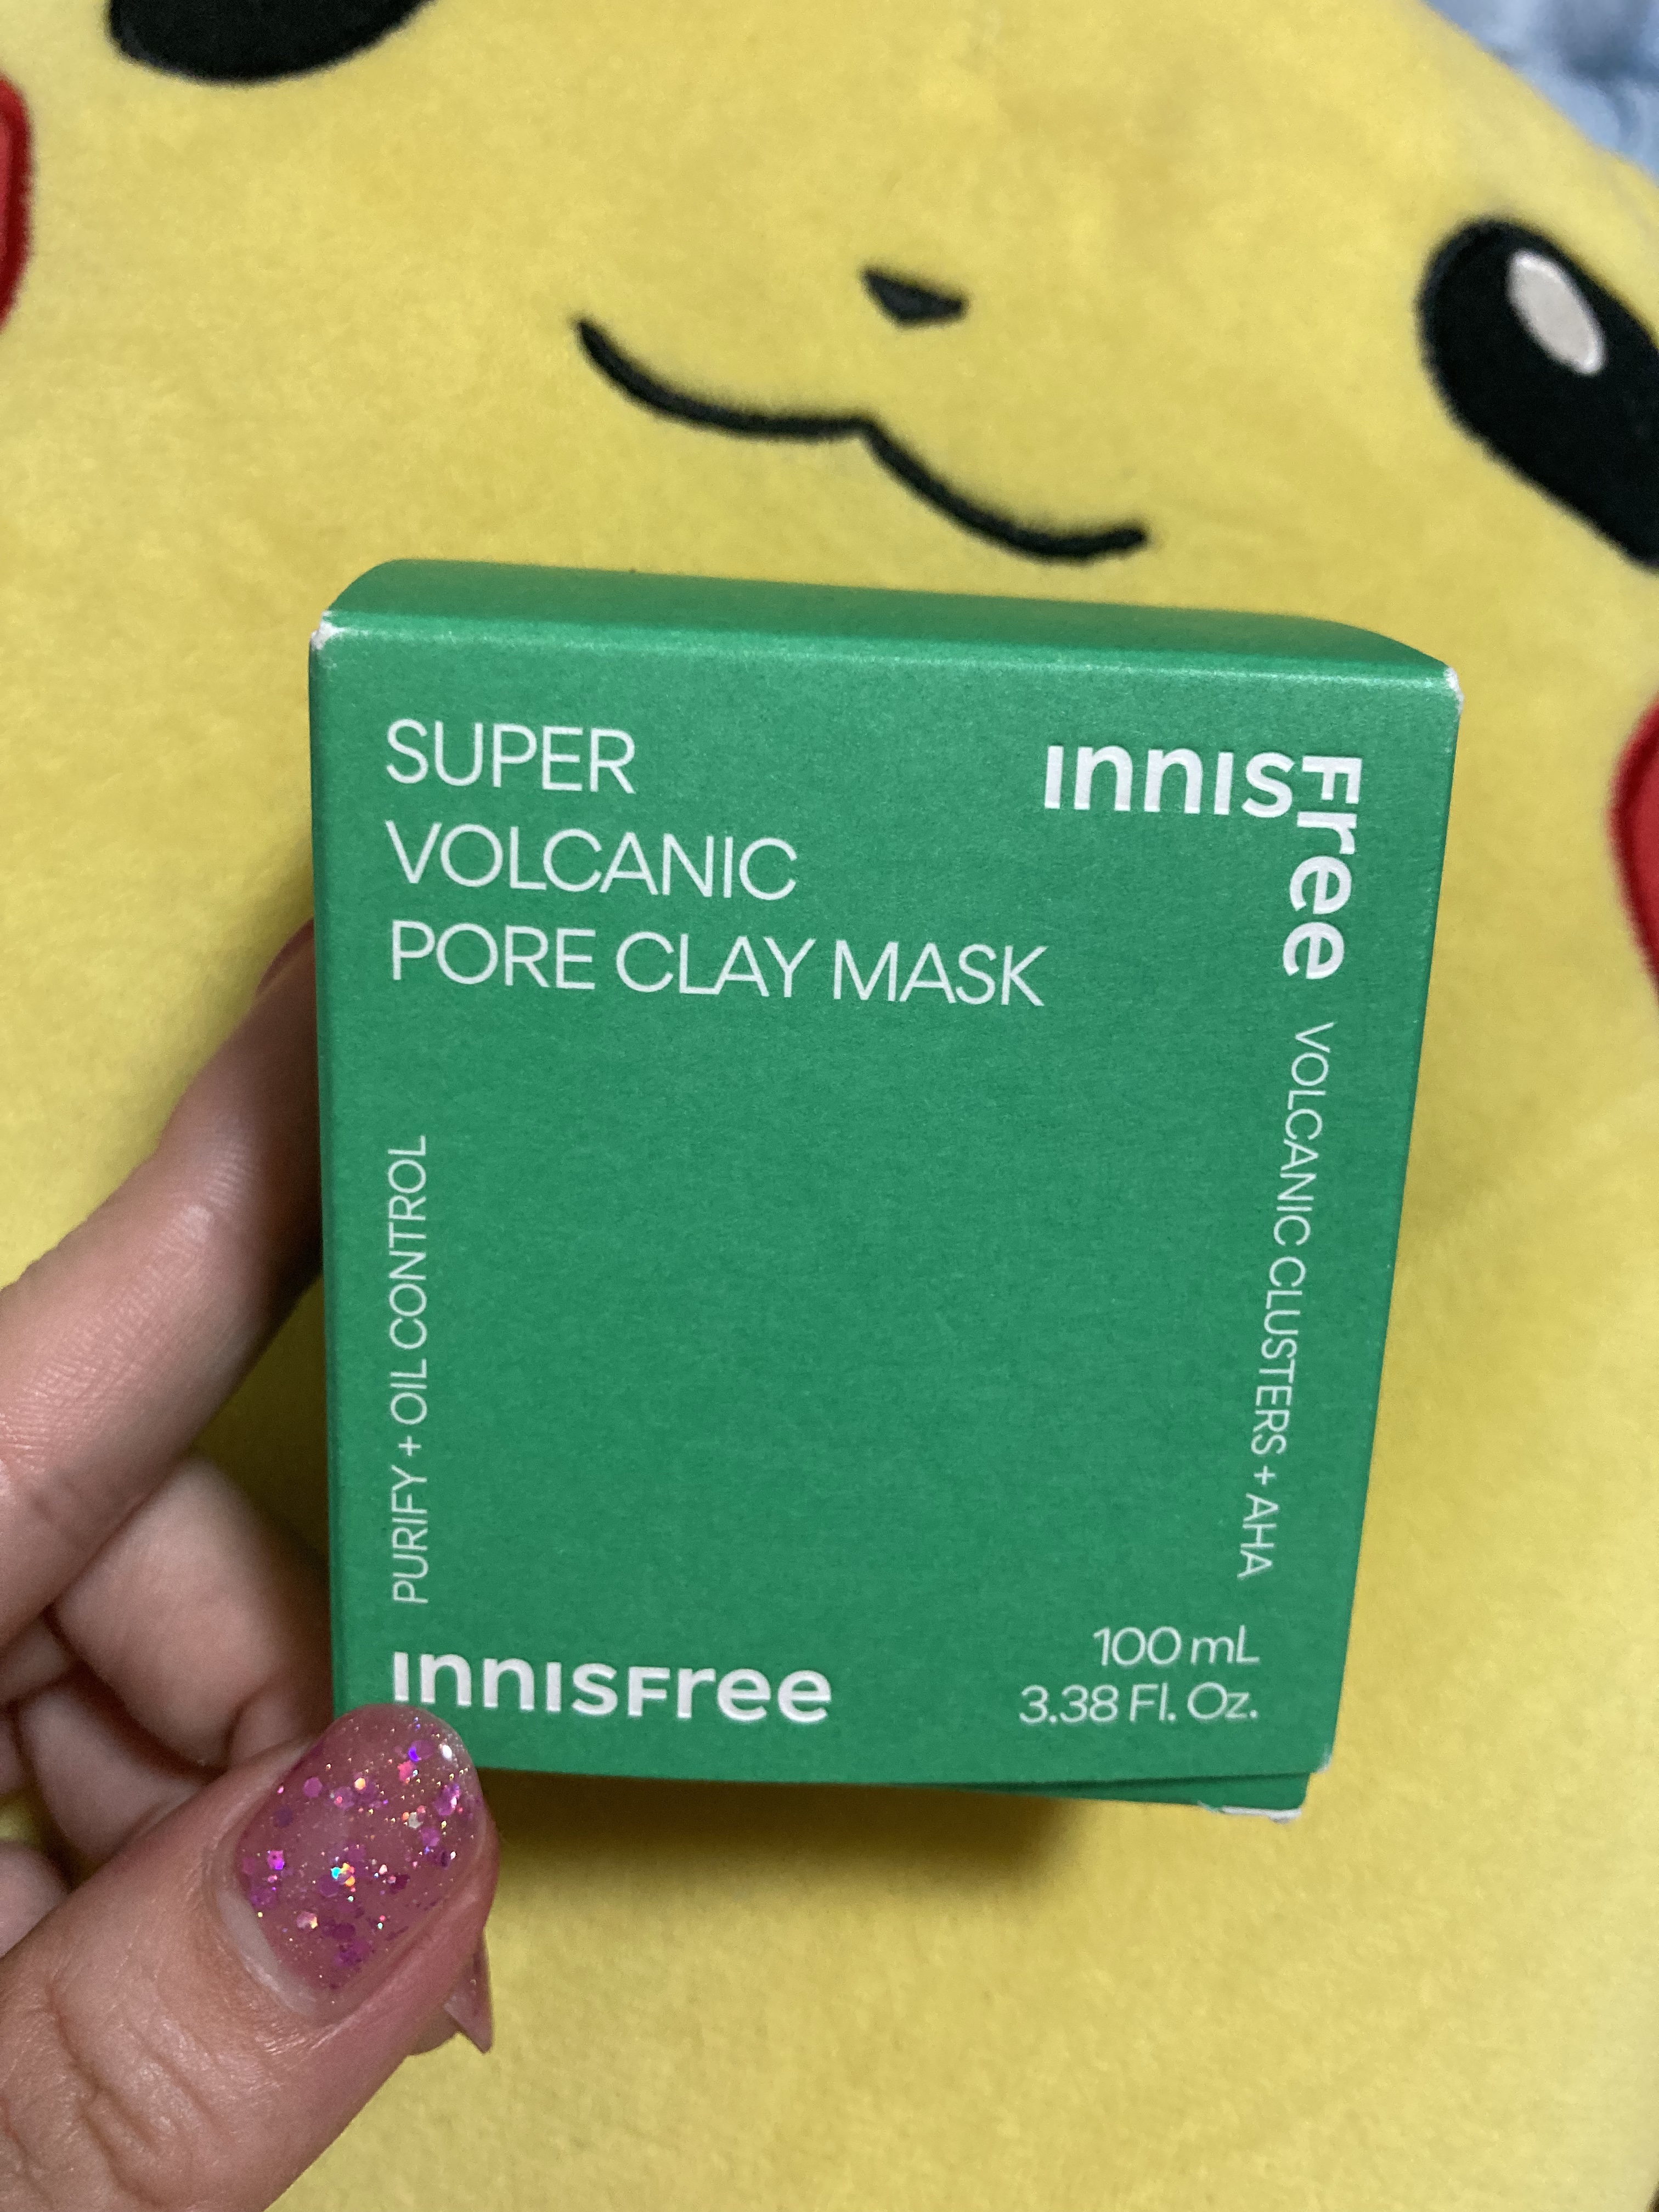 SUPER
VOLCANIC
PORE CLAY MASK
innisfree
VOLCANIC CLUSTERS + AHA
PURIFY + OIL CONTROL
innisfree
100 mL
3.38 Fl. Oz.